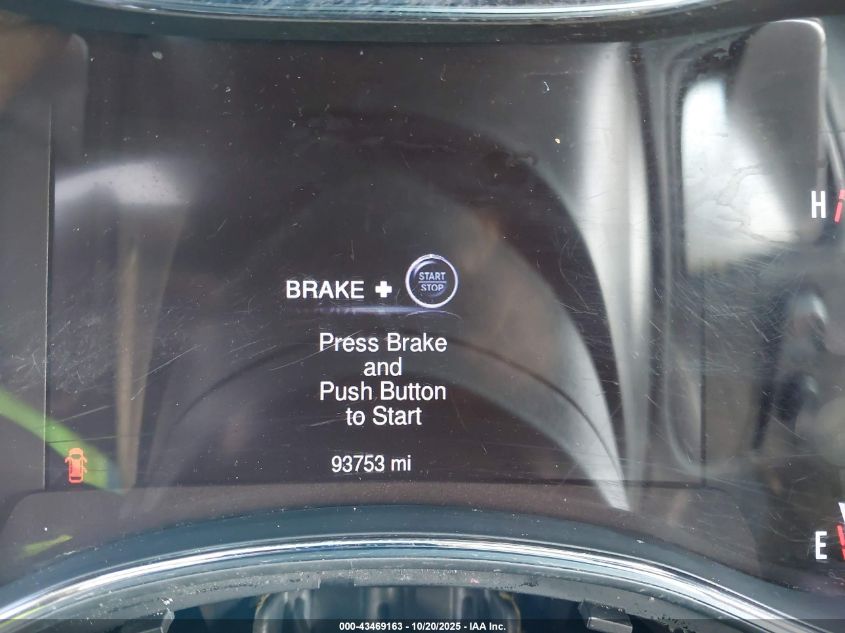 H
BRAKE + START
STOP
Press Brake
and
Push Button
to Start
93753 mi
E
000-43469163 - 10/20/2025 - IAA Inc.